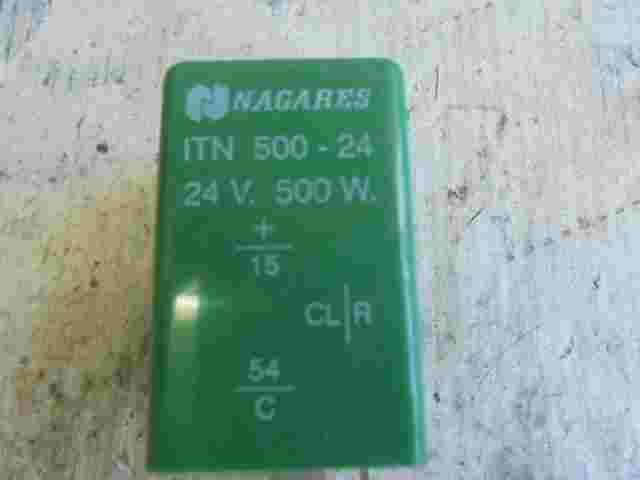 NAGARES
ITN 500 - 24
24 V. 500 W.
+
15
CL|R
54
C